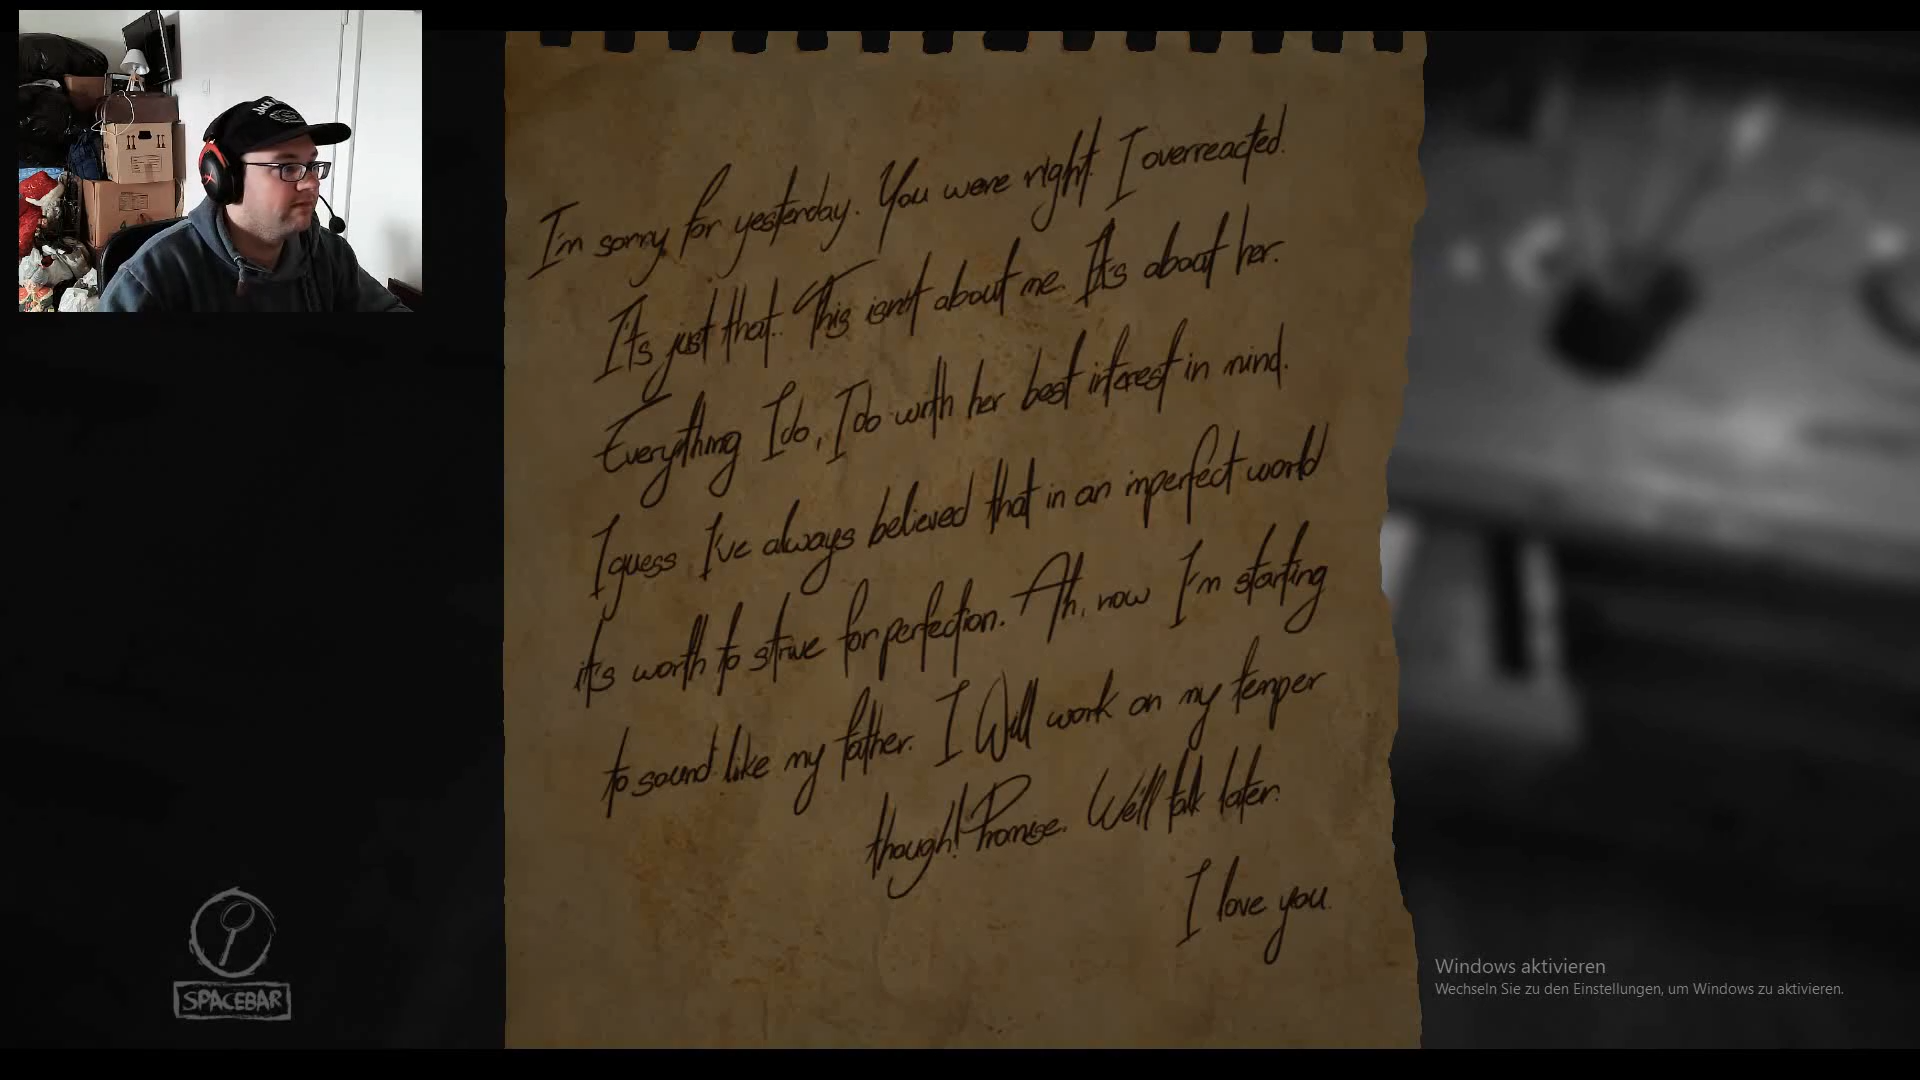 JACK
I'm sorry for yesterday. You were right. I overreacted.
It's just that.. This isn't about me. It's about her.
Everything I do, I do with her best interest in mind.
I guess I've always believed that in an imperfect world
it's worth to strive for perfection. Ah, now I'm starting
to sound like my father. I Will work on my temper
though! Promise. We'll talk later.
I love you.
SPACEBAR
Windows aktivieren
Wechseln Sie zu den Einstellungen, um Windows zu aktivieren.